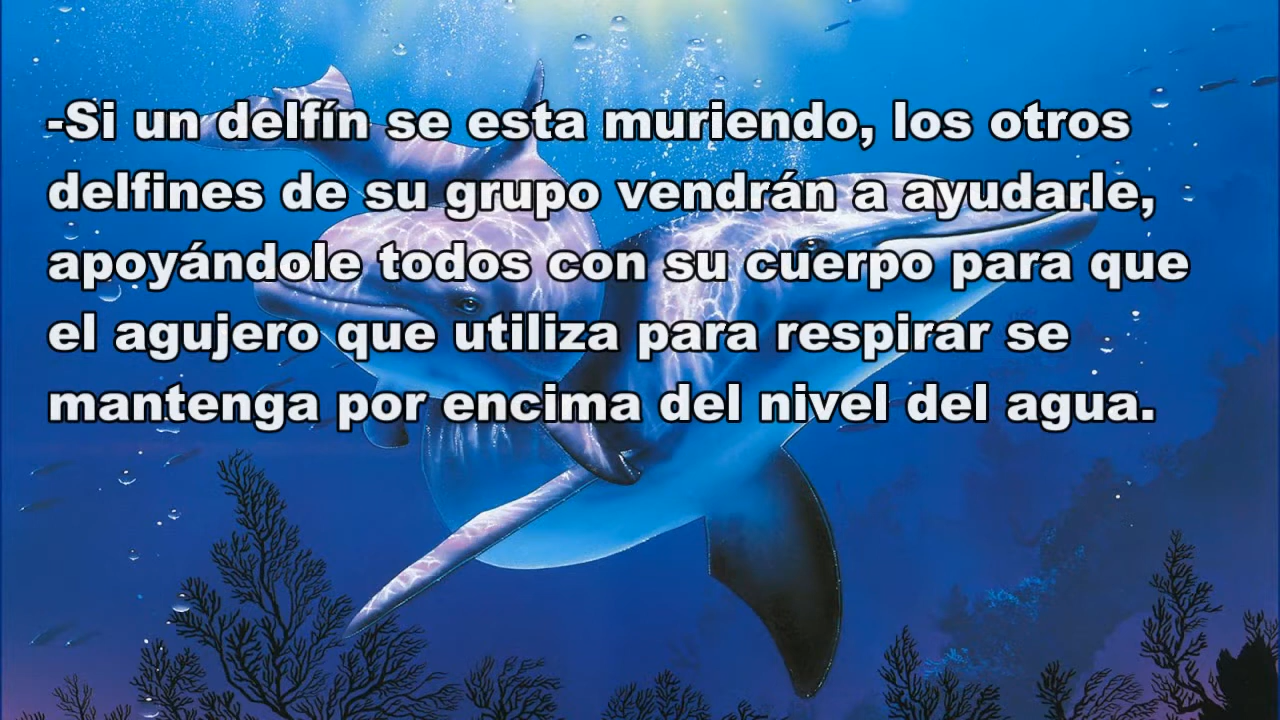 -Si un delfín se esta muriendo, los otros
delfines de su grupo vendrán a ayudarle,
apoyándole todos con su cuerpo para que
el agujero que utiliza para respirar se
mantenga por encima del nivel del agua.